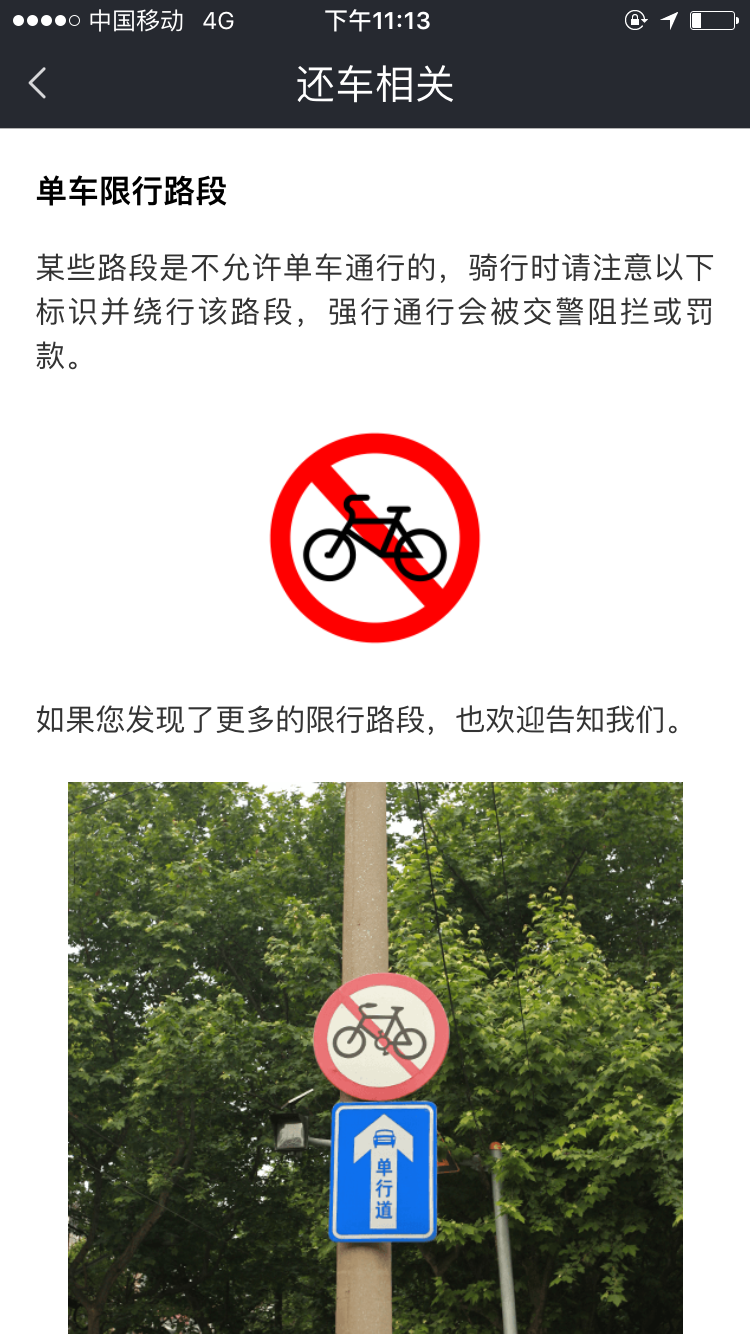 中国移动 4G 下午11:13
还车相关
单车限行路段
某些路段是不允许单车通行的，骑行时请注意以下
标识并绕行该路段，强行通行会被交警阻拦或罚
款。
如果您发现了更多的限行路段，也欢迎告知我们。
单
行
道